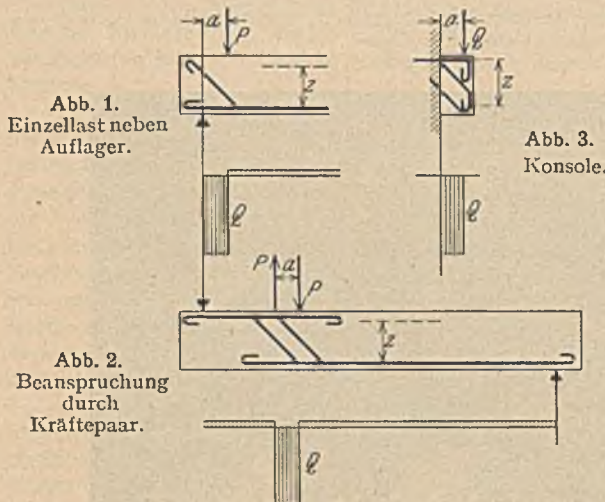 a
P
z
Abb. 1.
Einzellast neben
Auflager.
Q
a
Q
z
Abb. 3.
Konsole.
Q
P
a
P
z
Abb. 2.
Beanspruchung
durch
Kräftepaar.
Q